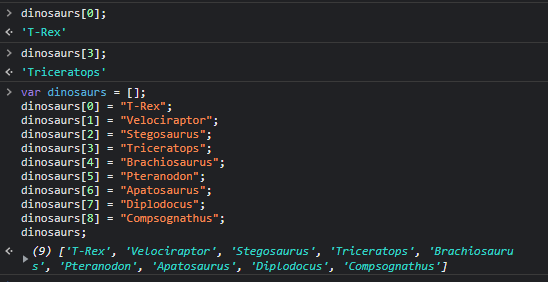 dinosaurs[0];
'T-Rex'
dinosaurs[3];
'Triceratops'
var dinosaurs = [];
dinosaurs[0] = "T-Rex";
dinosaurs[1] = "Velociraptor";
dinosaurs[2] = "Stegosaurus";
dinosaurs[3] = "Triceratops";
dinosaurs[4] = "Brachiosaurus";
dinosaurs[5] = "Pteranodon";
dinosaurs[6] = "Apatosaurus";
dinosaurs[7] = "Diplodocus";
dinosaurs[8] = "Compsognathus";
dinosaurs;
(9) ['T-Rex', 'Velociraptor', 'Stegosaurus', 'Triceratops', 'Brachiosauru
s', 'Pteranodon', 'Apatosaurus', 'Diplodocus', 'Compsognathus']